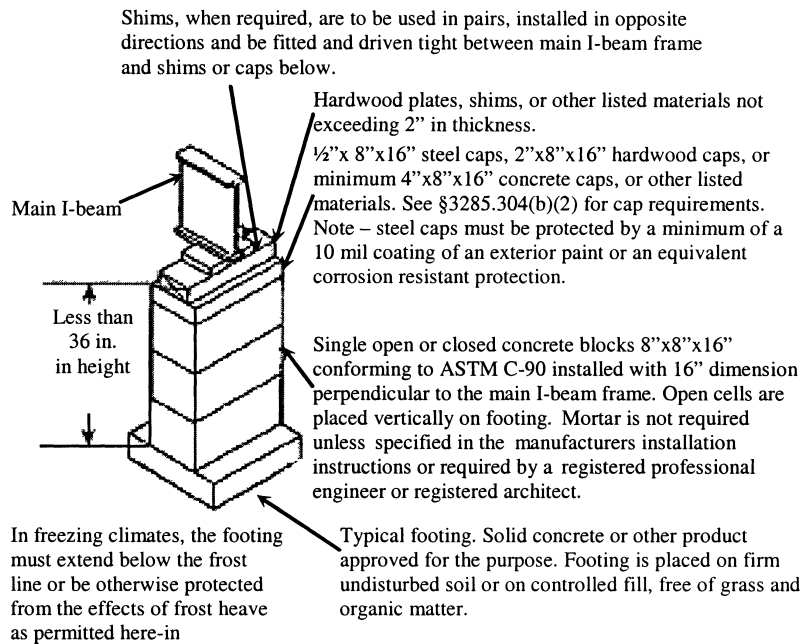 Shims, when required, are to be used in pairs, installed in opposite
directions and be fitted and driven tight between main I-beam frame
and shims or caps below.
Hardwood plates, shims, or other listed materials not
exceeding 2” in thickness.
½”x 8”x16” steel caps, 2”x8”x16” hardwood caps, or
minimum 4”x8”x16” concrete caps, or other listed
materials. See §3285.304(b)(2) for cap requirements.
Note – steel caps must be protected by a minimum of a
10 mil coating of an exterior paint or an equivalent
corrosion resistant protection.
Main I-beam
Less than
36 in.
in height
Single open or closed concrete blocks 8”x8”x16”
conforming to ASTM C-90 installed with 16” dimension
perpendicular to the main I-beam frame. Open cells are
placed vertically on footing. Mortar is not required
unless specified in the manufacturers installation
instructions or required by a registered professional
engineer or registered architect.
In freezing climates, the footing
must extend below the frost
line or be otherwise protected
from the effects of frost heave
as permitted here-in
Typical footing. Solid concrete or other product
approved for the purpose. Footing is placed on firm
undisturbed soil or on controlled fill, free of grass and
organic matter.